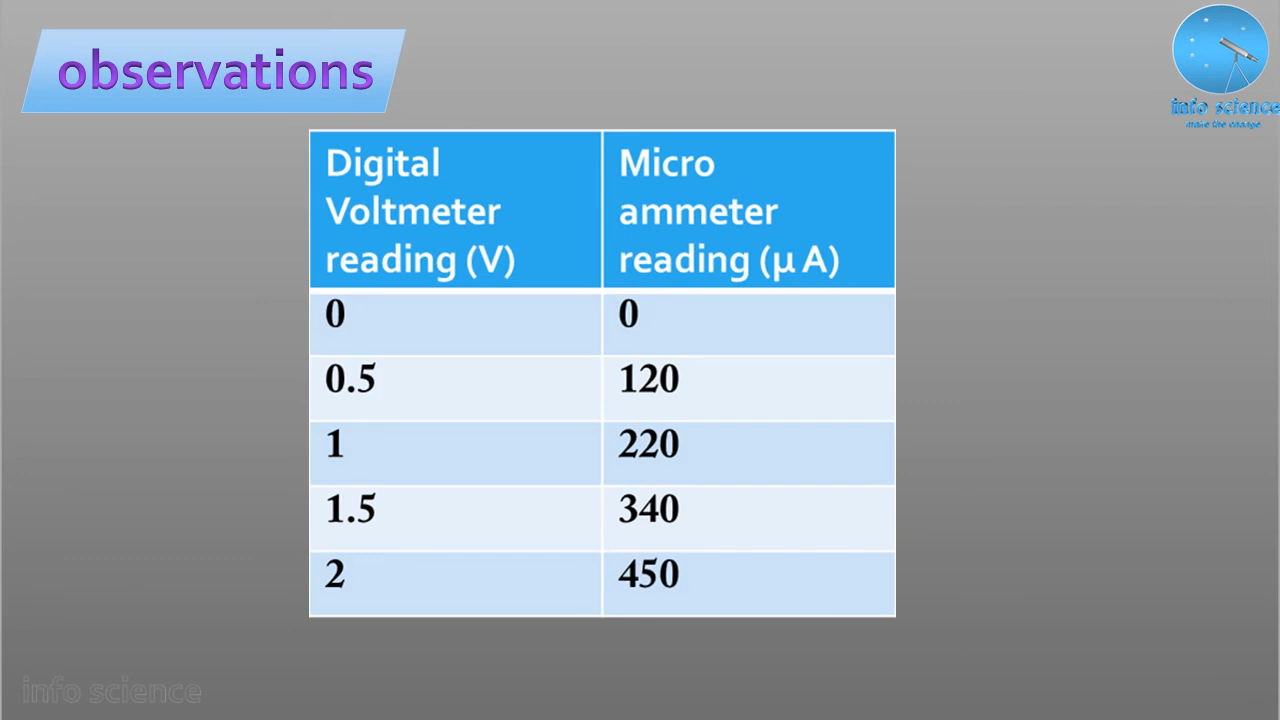 observations
info science
make the change
Digital
Voltmeter
reading (V)
Micro
ammeter
reading (μ A)
0
0
0.5
120
1
220
1.5
340
2
450
info science